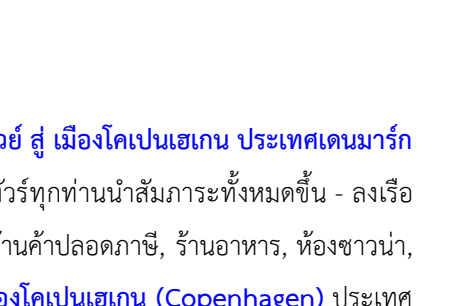 วย์ สู่ เมืองโคเปนเฮเกน ประเทศเดนมาร์ก
ัวร์ทุกท่านนำสัมภาระทั้งหมดขึ้น - ลงเรือ
้านค้าปลอดภาษี, ร้านอาหาร, ห้องซาวน่า,
องโคเปนเฮเกน (Copenhagen) ประเทศ